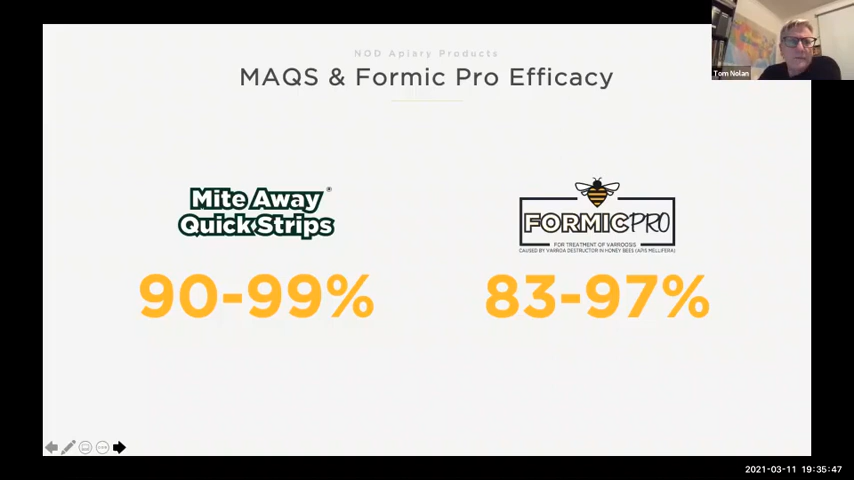 NOD Apiary Products
MAQS & Formic Pro Efficacy
Tom Nolan
Mite Away®
Quick Strips
FORMICPRO
FOR TREATMENT OF VARROOSIS
CAUSED BY VARROA DESTRUCTOR IN HONEY BEES (APIS MELLIFERA)
90-99%
83-97%
2021-03-11 19:35:47